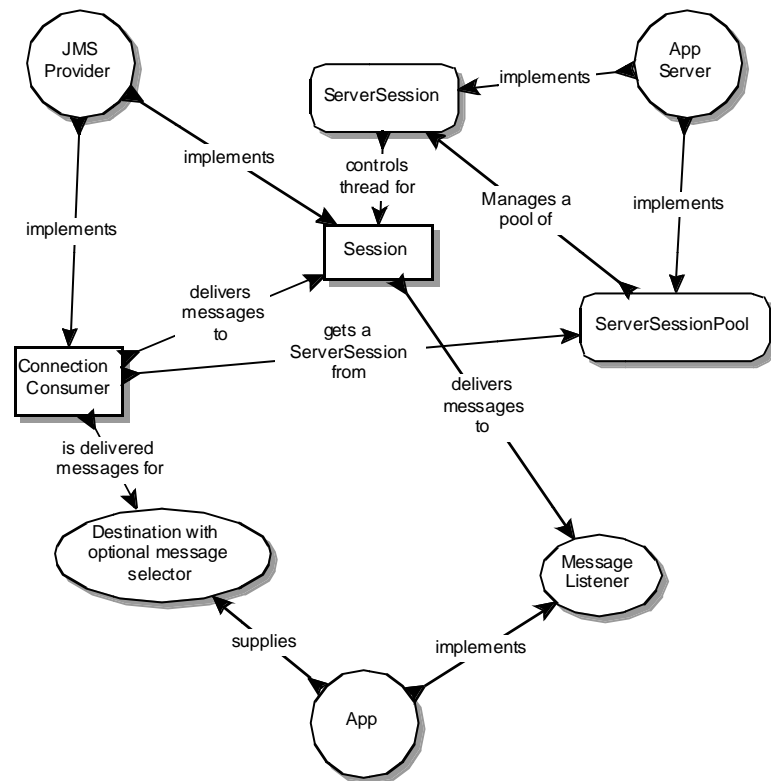 JMS
Provider
App
Server
implements
ServerSession
implements
controls
thread for
Manages a
pool of
implements
implements
Session
delivers
messages
to
gets a
ServerSession
from
ServerSessionPool
Connection
Consumer
delivers
messages
to
is delivered
messages for
Destination with
optional message
selector
Message
Listener
supplies
implements
App